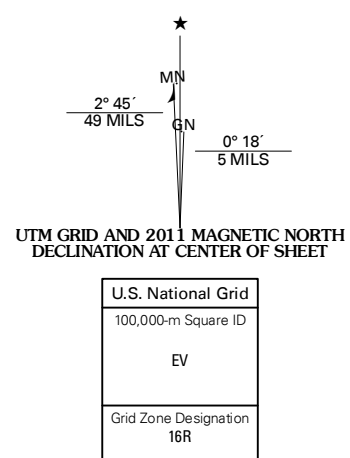 ★
MN
2° 45´
49 MILS
GN
0° 18´
5 MILS
UTM GRID AND 2011 MAGNETIC NORTH
DECLINATION AT CENTER OF SHEET
U.S. National Grid
100,000-m Square ID
EV
Grid Zone Designation
16R